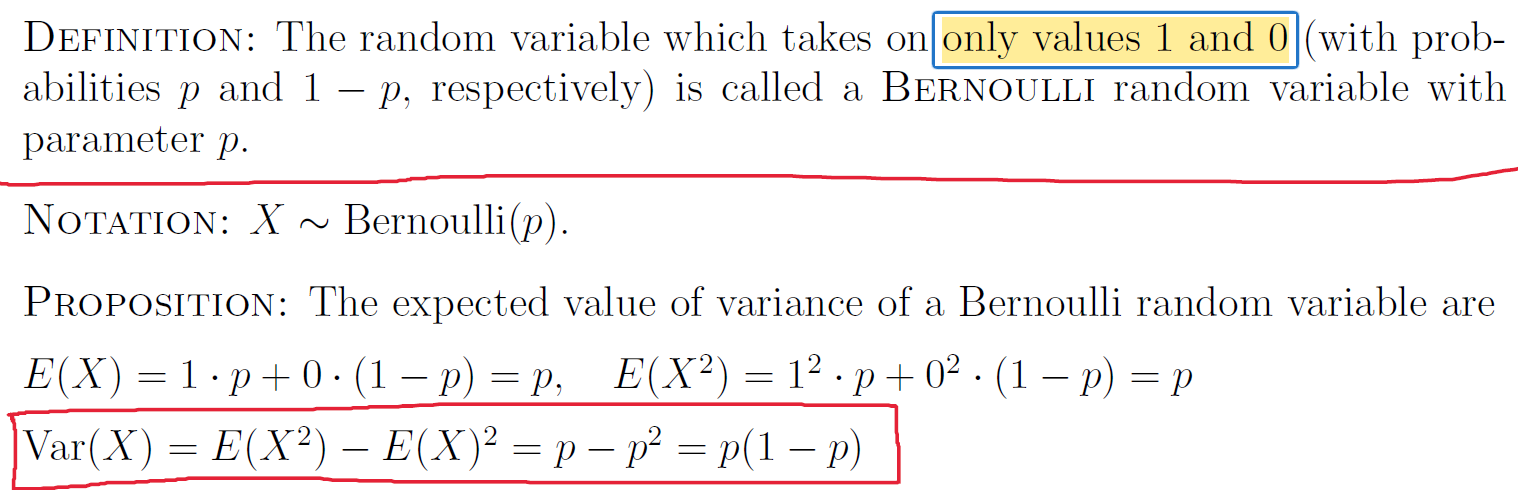 DEFINITION: The random variable which takes on only values 1 and 0 (with prob-
abilities p and 1 − p, respectively) is called a BERNOULLI random variable with
parameter p.
NOTATION: X ∼ Bernoulli(p).
PROPOSITION: The expected value of variance of a Bernoulli random variable are
E(X) = 1 · p + 0 · (1 − p) = p, E(X²) = 1² · p + 0² · (1 − p) = p
Var(X) = E(X²) − E(X)² = p − p² = p(1 − p)